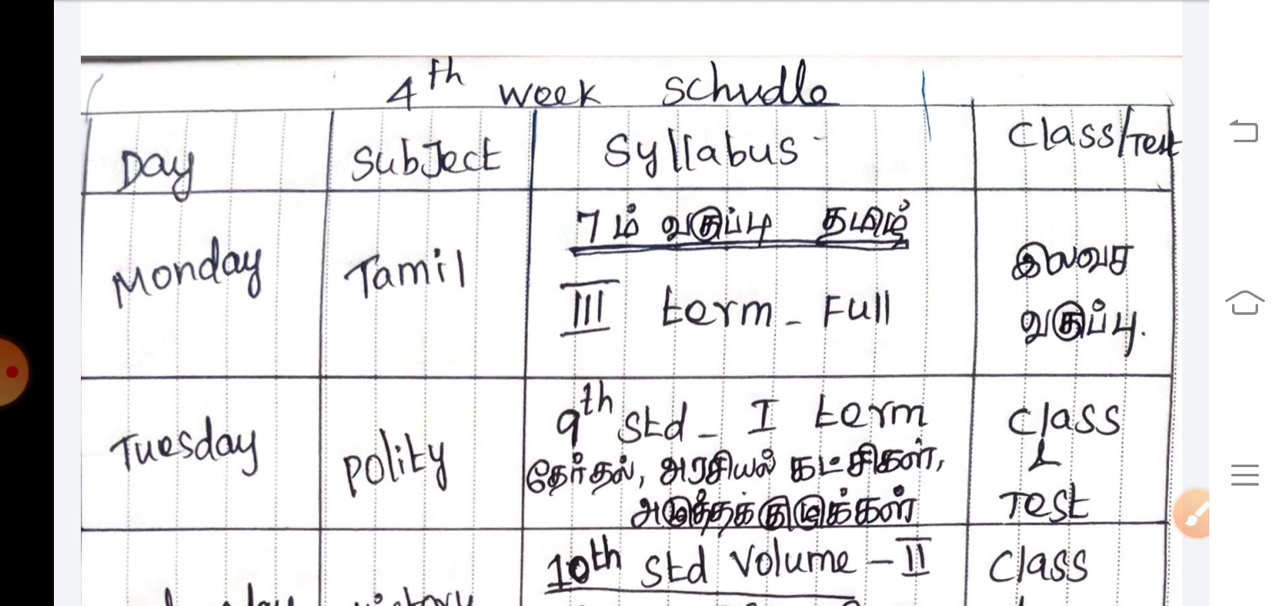 4th week Schudle
Day Subject Syllabus Class/Test
7ம் வகுப்பு தமிழ்
Monday Tamil III term - Full இலவச
வகுப்பு.
Tuesday Polity 9th Std - I term Class
தேர்தல், அரசியல் கட்சிகள், &
அழுத்தக்குழுக்கள் Test
10th Std Volume - II Class
History